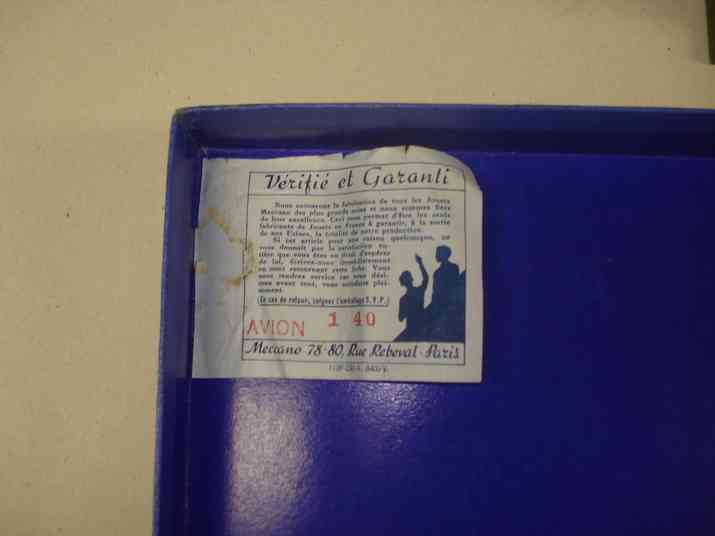 Vérifié et Garanti
Nous entourons la fabrication de tous les Jouets
Meccano des plus grands soins et nous sommes fiers
de leur excellence. Ceci nous permet d'être les seuls
fabricants de Jouets en France à garantir, à la sortie
de nos Usines, la totalité de notre production.
Si cet article pour une raison quelconque, ne
vous donnait pas la satisfaction en-
tière que vous êtes en droit d'espérer
de lui, écrivez-nous immédiatement
en nous retournant cette fiche. Vous
nous rendrez service car nous dési-
rons avant tout, vous satisfaire plei-
nement.
(En cas de retour, soigner l'emballage S.V.P.)
AVION 1 40
Meccano 78-80, Rue Rebeval - Paris